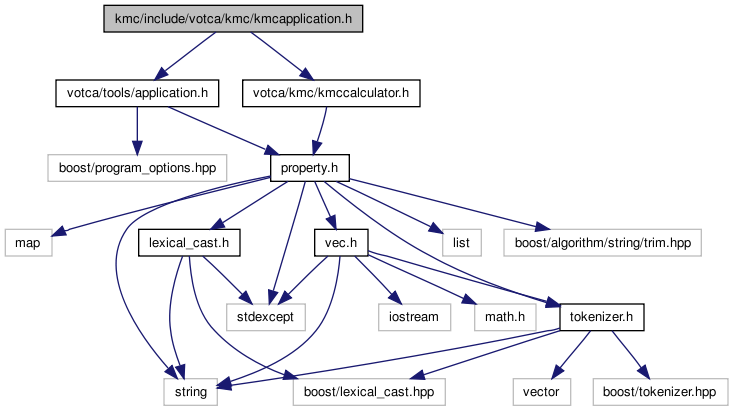 kmc/include/votca/kmc/kmcapplication.h
votca/tools/application.h
votca/kmc/kmccalculator.h
boost/program_options.hpp
property.h
map
lexical_cast.h
vec.h
list
boost/algorithm/string/trim.hpp
stdexcept
iostream
math.h
tokenizer.h
string
boost/lexical_cast.hpp
vector
boost/tokenizer.hpp